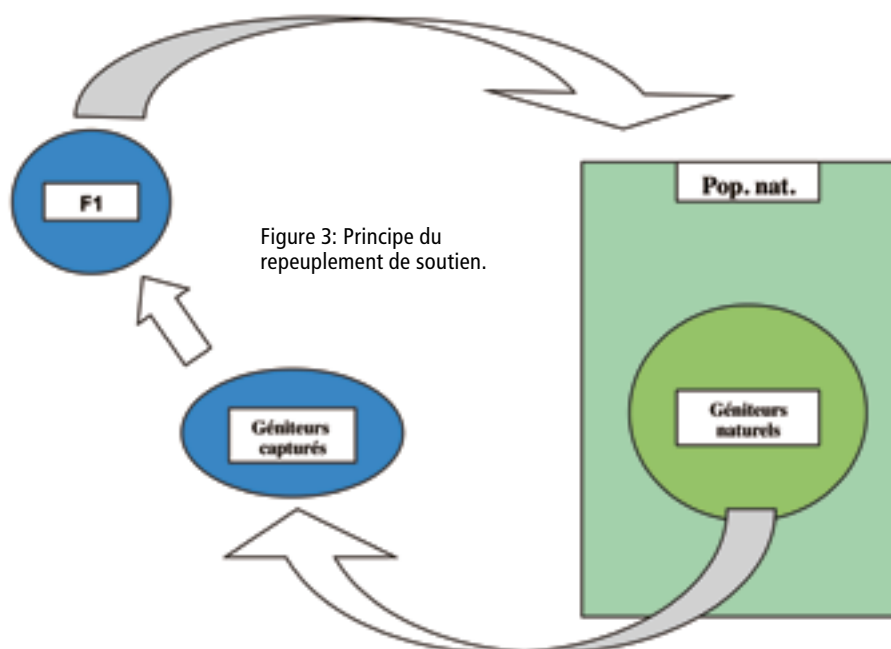 Pop. nat.
F1
Figure 3: Principe du
repeuplement de soutien.
Géniteurs
capturés
Géniteurs
naturels